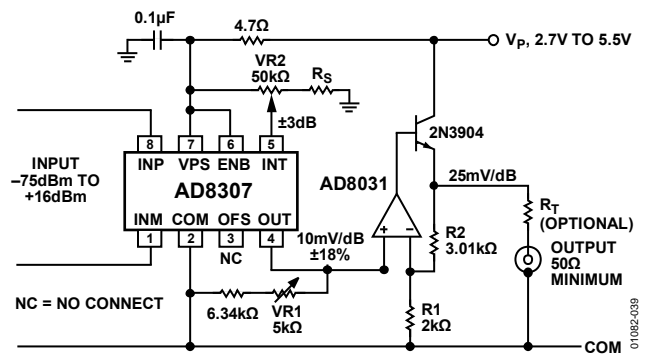 0.1µF
4.7Ω
VP, 2.7V TO 5.5V
VR2
50kΩ
RS
±3dB
2N3904
INPUT
–75dBm TO
+16dBm
8 7 6 5
INP VPS ENB INT
AD8307
INM COM OFS OUT
1 2 3 4
NC
AD8031
25mV/dB
RT
(OPTIONAL)
OUTPUT
50Ω
MINIMUM
10mV/dB
±18%
+ –
R2
3.01kΩ
NC = NO CONNECT
6.34kΩ
VR1
5kΩ
R1
2kΩ
COM
01082-039